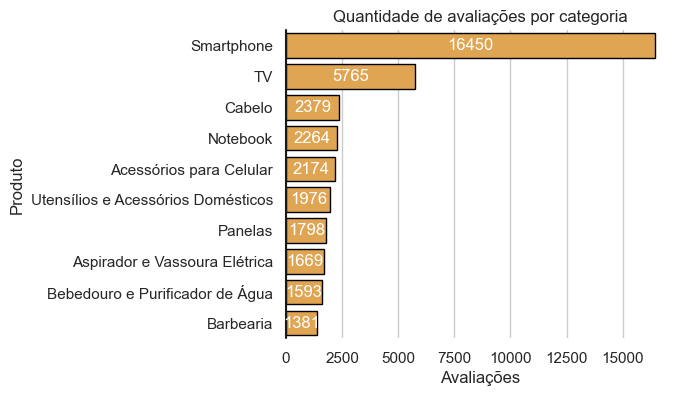 Quantidade de avaliações por categoria
Produto
Smartphone 16450
TV 5765
Cabelo 2379
Notebook 2264
Acessórios para Celular 2174
Utensílios e Acessórios Domésticos 1976
Panelas 1798
Aspirador e Vassoura Elétrica 1669
Bebedouro e Purificador de Água 1593
Barbearia 1381
0 2500 5000 7500 10000 12500 15000
Avaliações